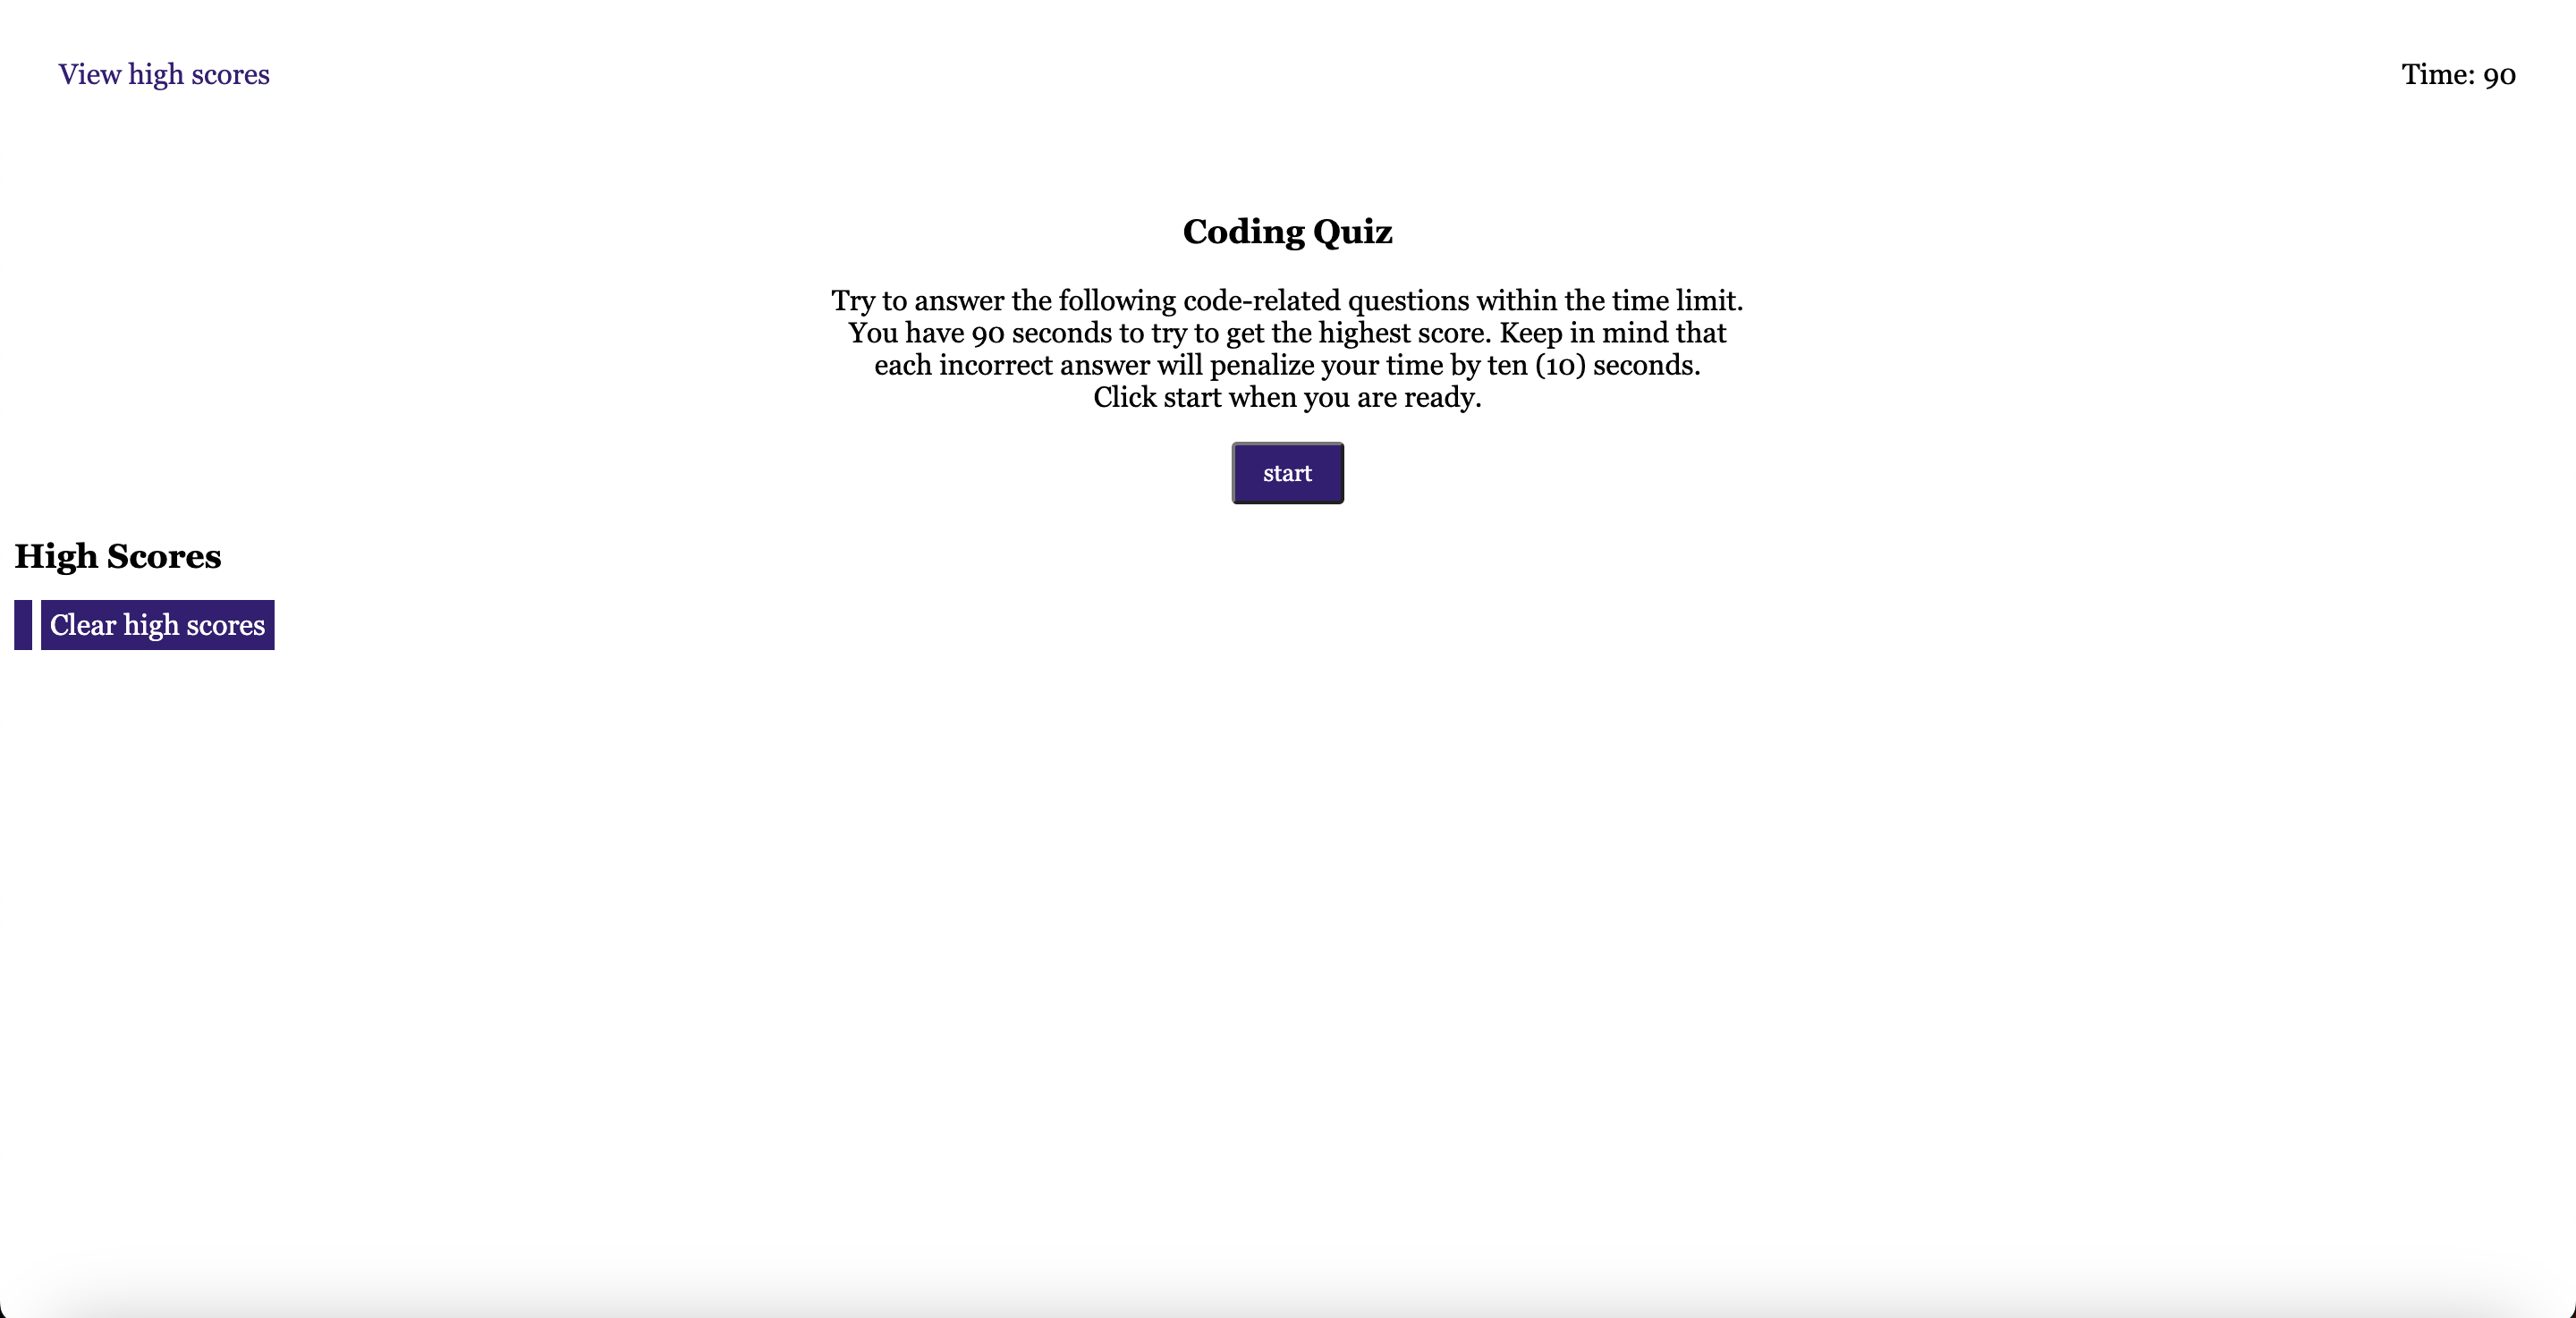 View high scores
Time: 90
Coding Quiz
Try to answer the following code-related questions within the time limit.
You have 90 seconds to try to get the highest score. Keep in mind that
each incorrect answer will penalize your time by ten (10) seconds.
Click start when you are ready.
start
High Scores
Clear high scores